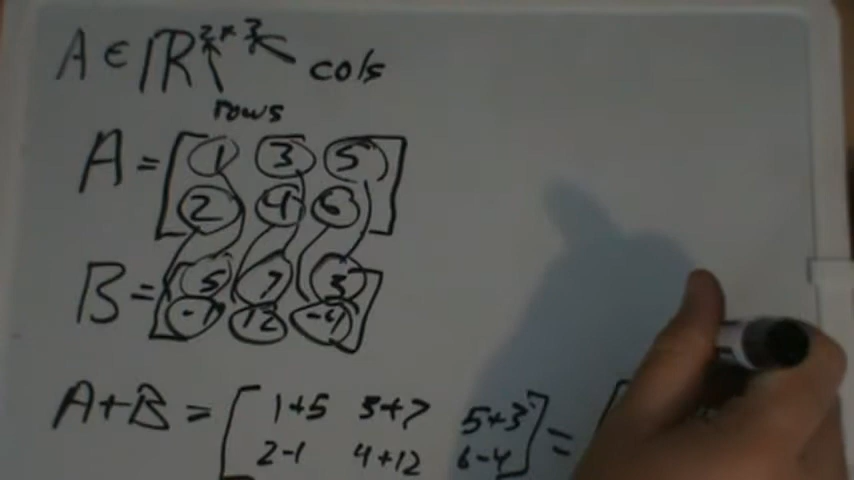 A ∈ ℝ^2×3 cols
rows
A = [1 3 5
2 4 6]
B = [5 7 3
-1 12 -4]
A+B = [1+5 3+7 5+3
2-1 4+12 6-4] = [